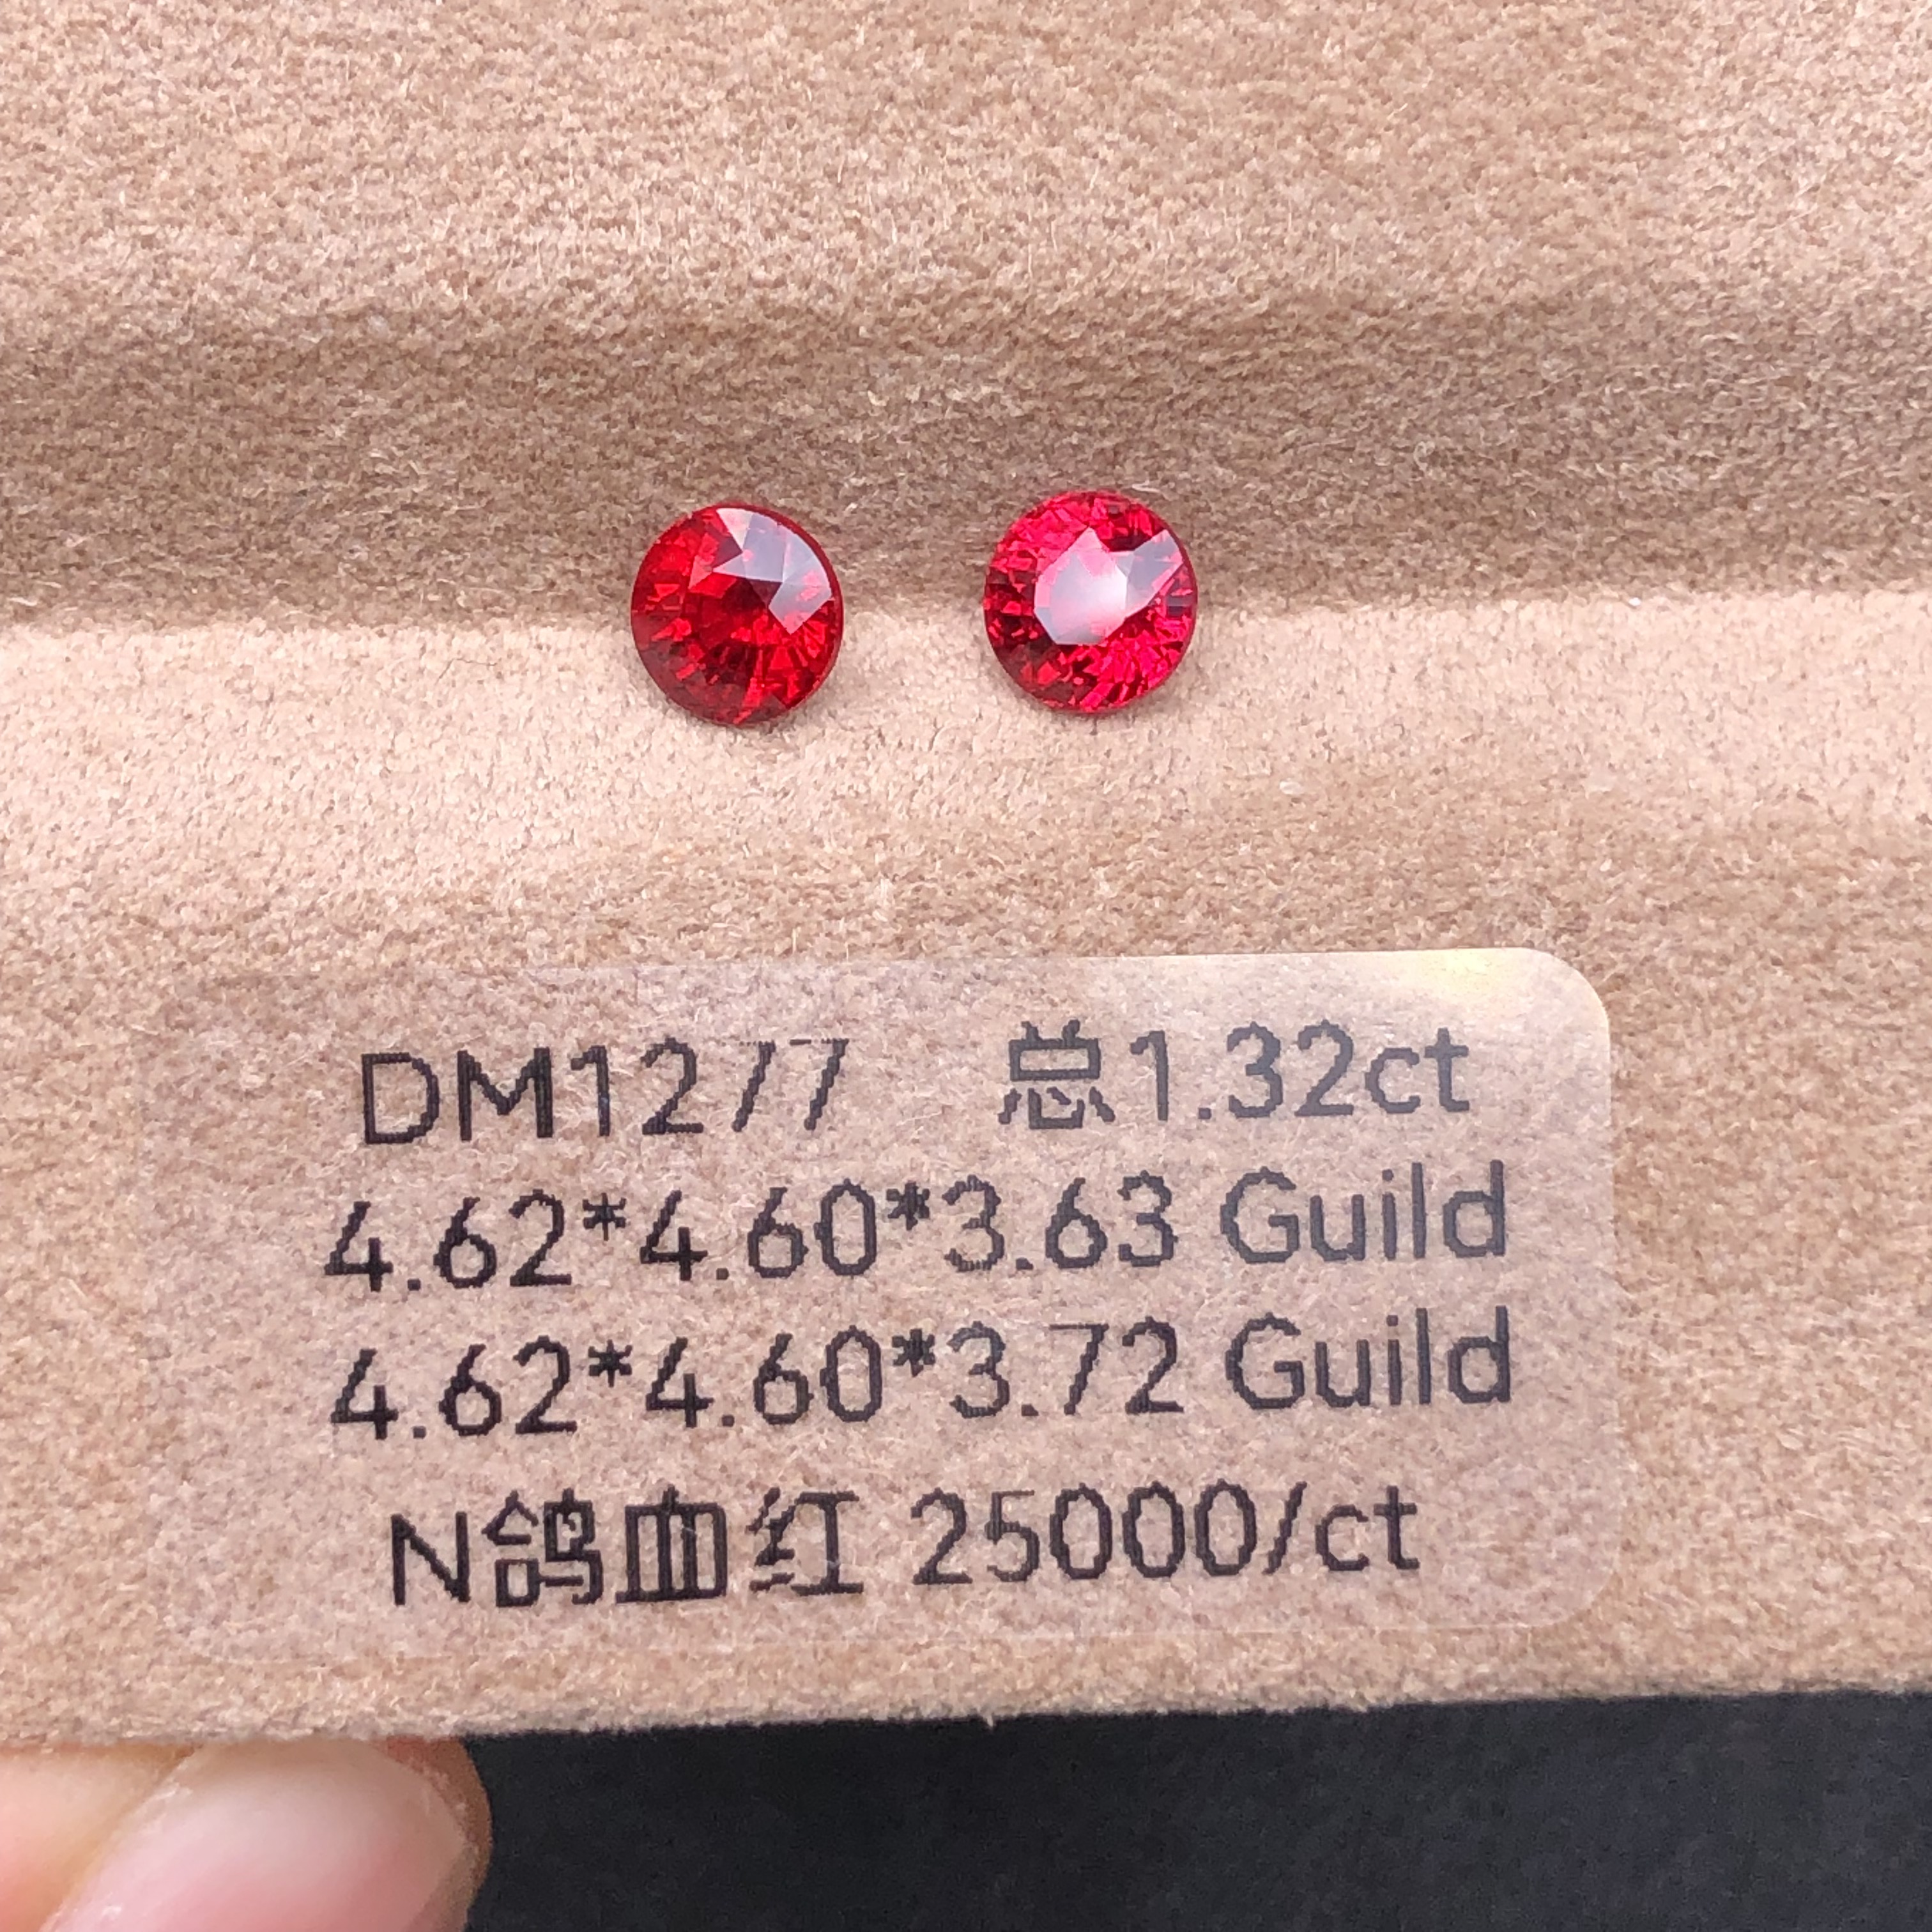 DM1277 总1.32ct
4.62*4.60*3.63 Guild
4.62*4.60*3.72 Guild
N鸽血红 25000/ct